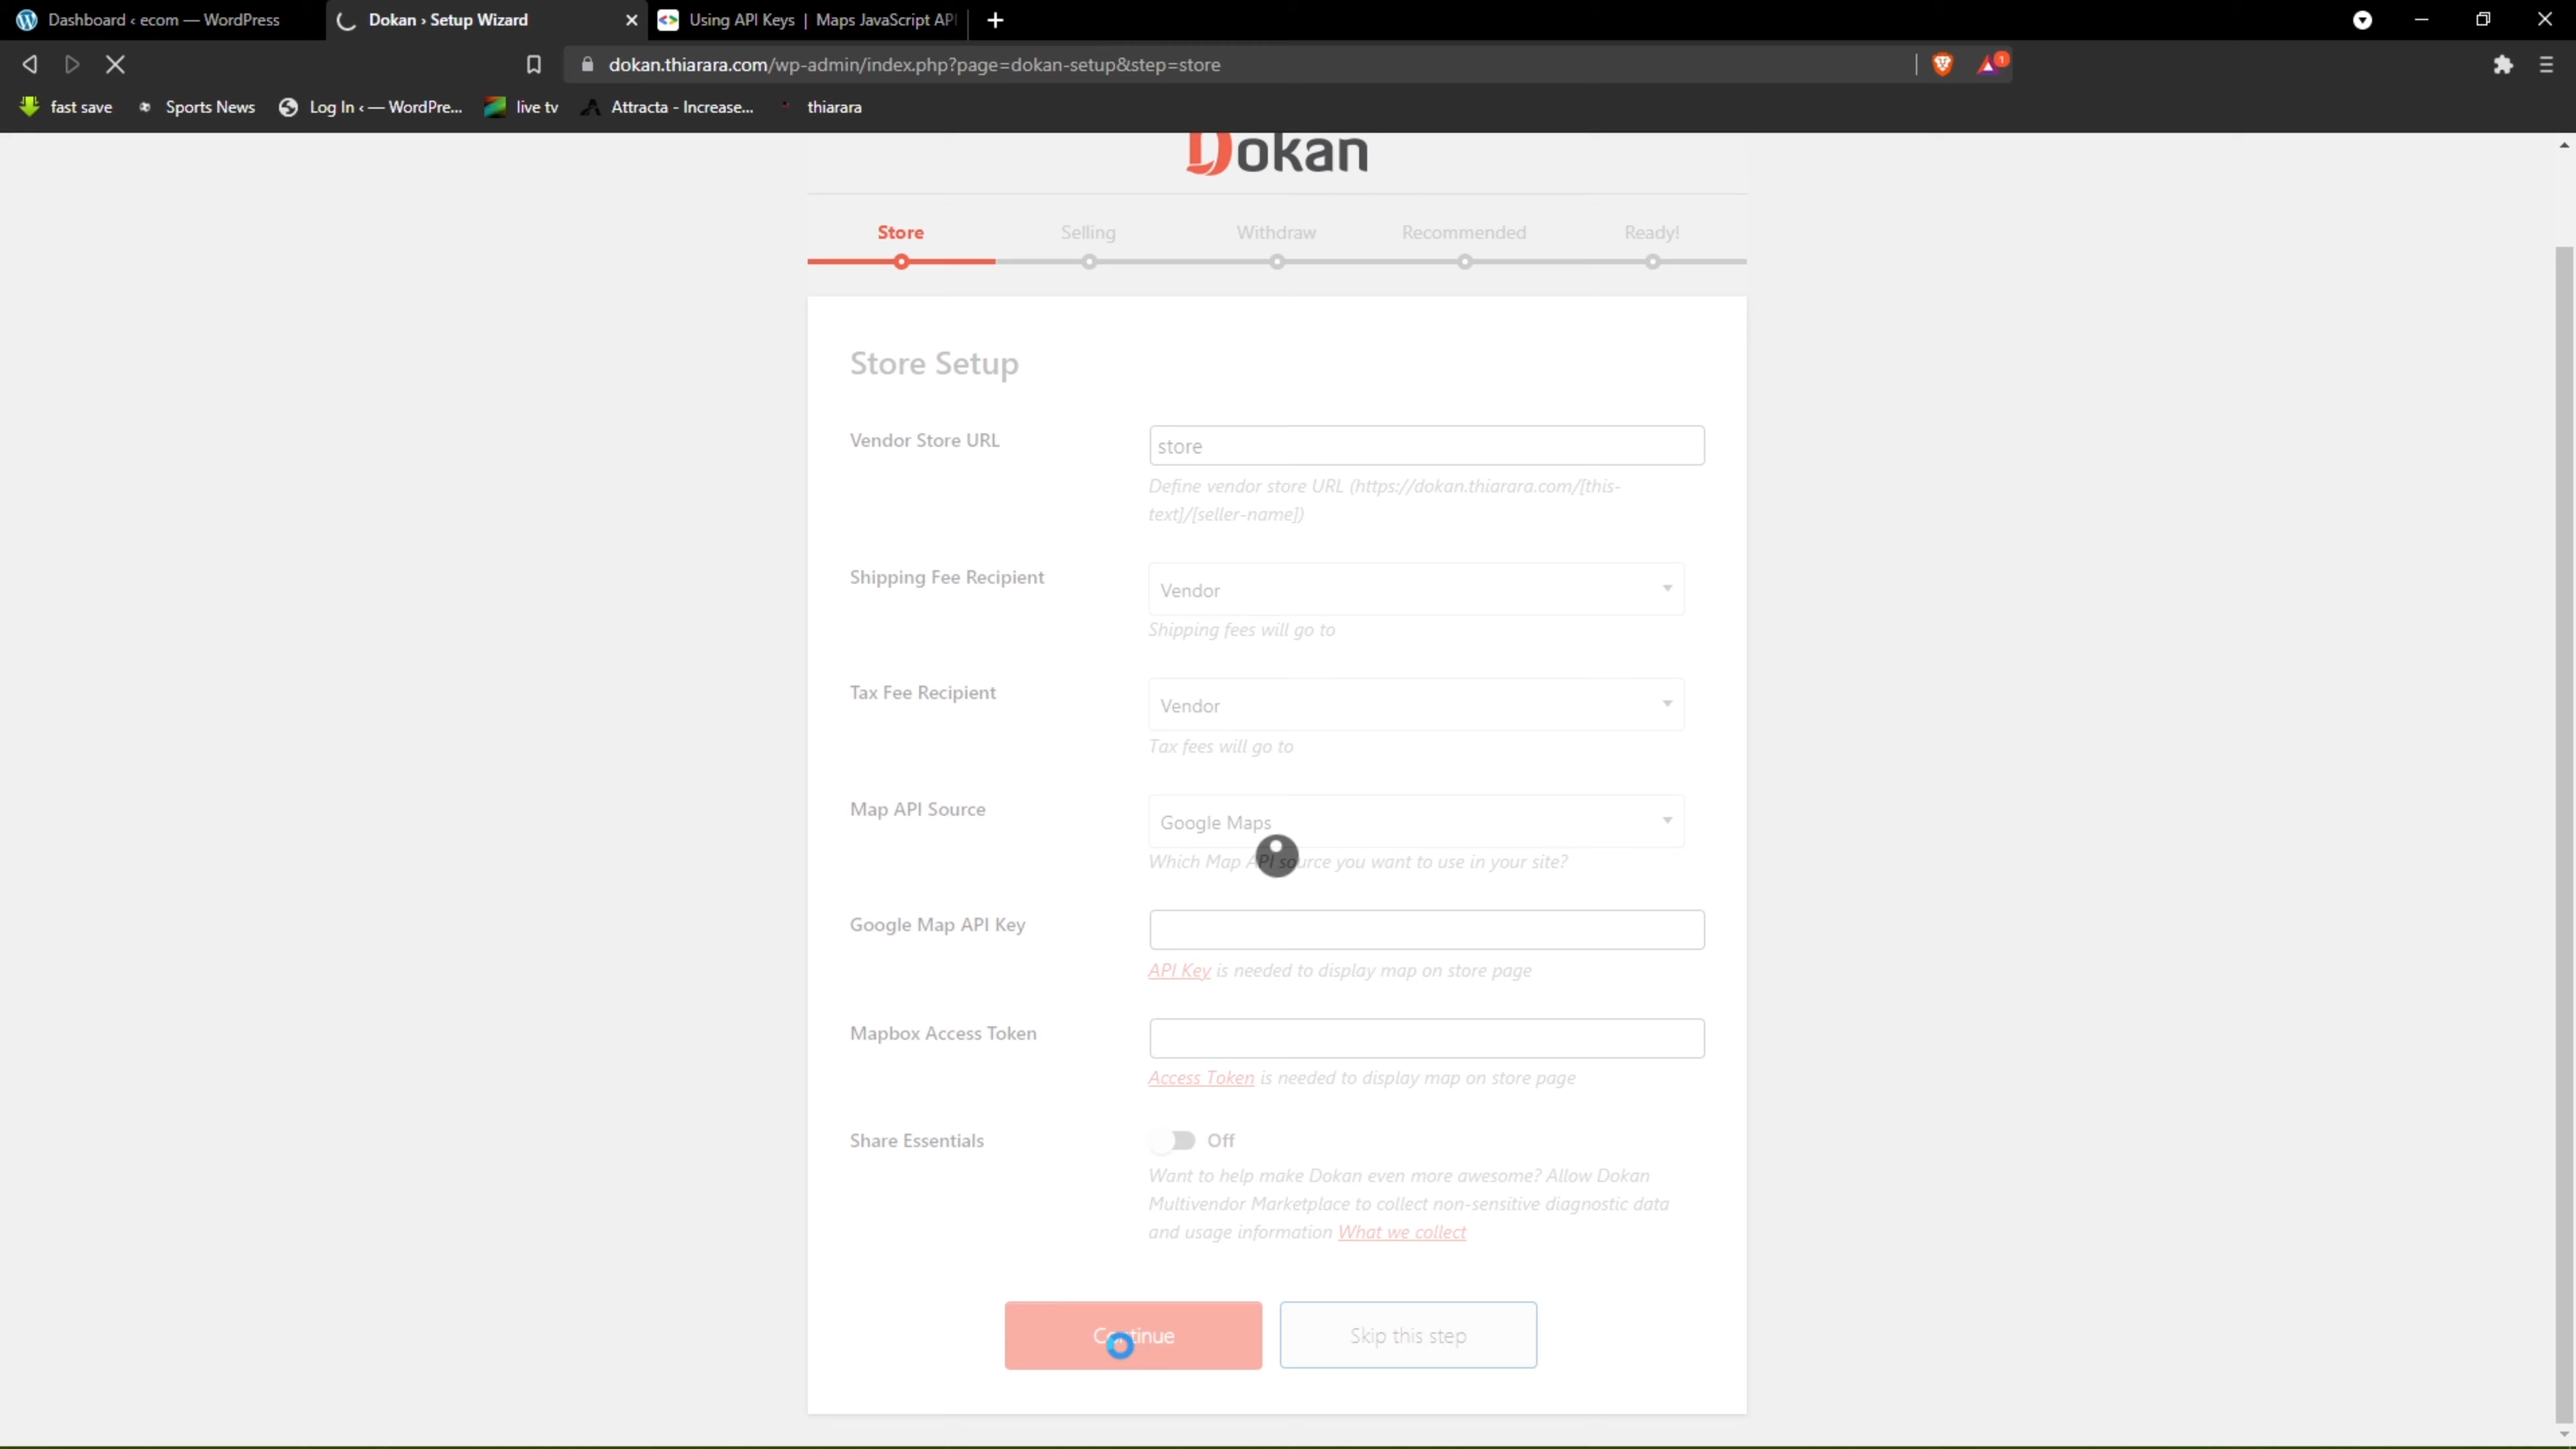 Dashboard ‹ ecom — WordPress
Dokan › Setup Wizard
Using API Keys | Maps JavaScript API
dokan.thiarara.com/wp-admin/index.php?page=dokan-setup&step=store
1
fast save
Sports News
Log In ‹ — WordPre...
live tv
Attracta - Increase...
thiarara
Dokan
Store
Selling
Withdraw
Recommended
Ready!
Store Setup
Vendor Store URL
store
Define vendor store URL (https://dokan.thiarara.com/[this-
text]/[seller-name])
Shipping Fee Recipient
Vendor
Shipping fees will go to
Tax Fee Recipient
Vendor
Tax fees will go to
Map API Source
Google Maps
Which Map API source you want to use in your site?
Google Map API Key
API Key is needed to display map on store page
Mapbox Access Token
Access Token is needed to display map on store page
Share Essentials
Off
Want to help make Dokan even more awesome? Allow Dokan
Multivendor Marketplace to collect non-sensitive diagnostic data
and usage information What we collect
Continue
Skip this step